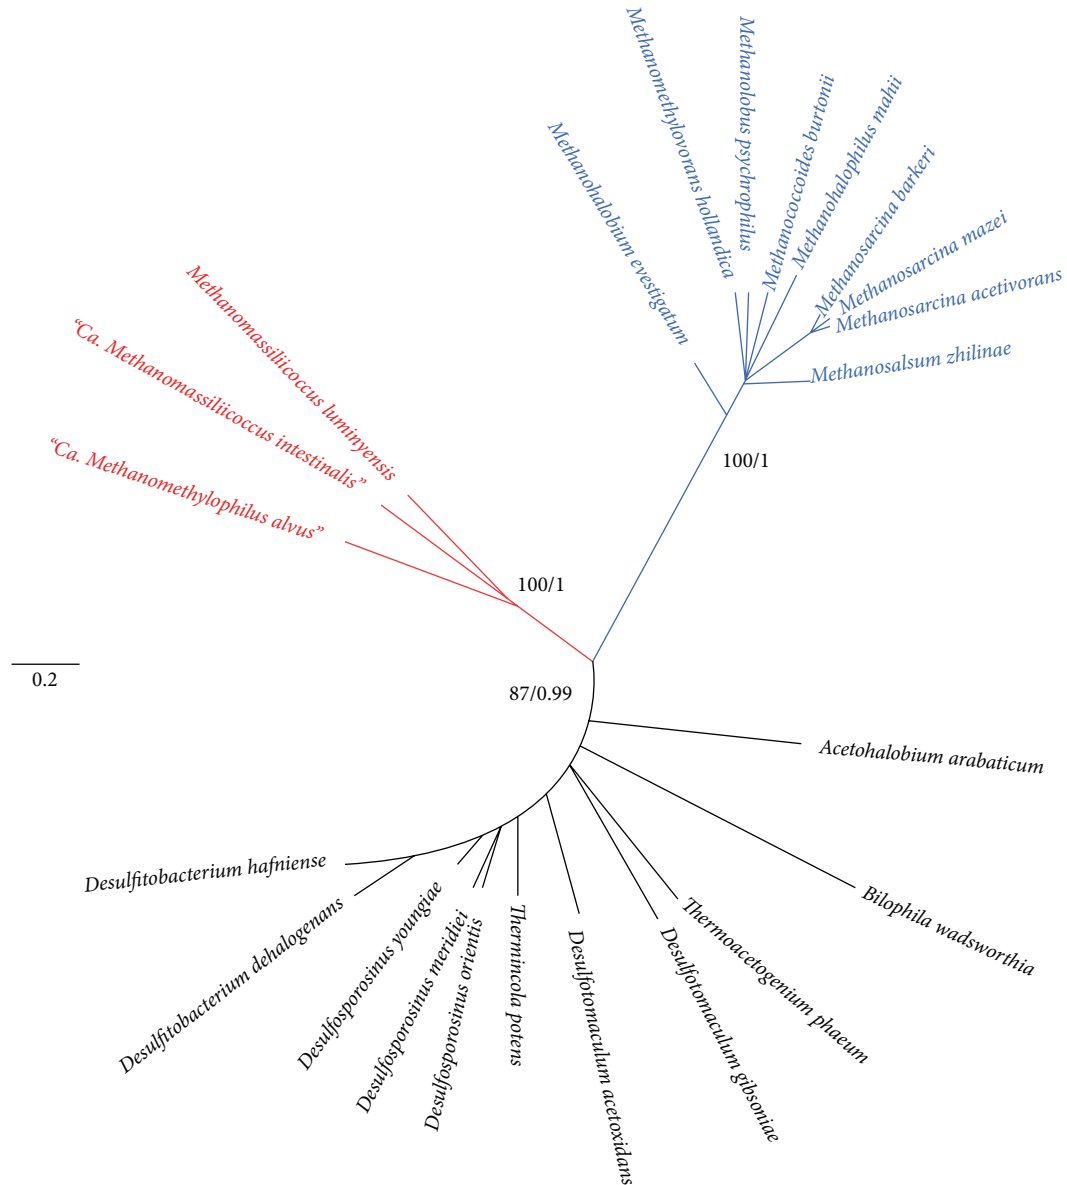 Methanomethylovorans hollandica
Methanolobus psychrophilus
Methanococcoides burtonii
Methanohalophilus mahii
Methanohalobium evestigatum
Methanosarcina barkeri
Methanosarcina mazei
Methanosarcina acetivorans
Methanosalsum zhilinae
Methanomassiliicoccus luminyensis
“Ca. Methanomassiliicoccus intestinalis”
“Ca. Methanomethylophilus alvus”
100/1
100/1
0.2
87/0.99
Acetohalobium arabaticum
Bilophila wadsworthia
Thermoacetogenium phaeum
Desulfotomaculum gibsoniae
Desulfotomaculum acetoxidans
Thermincola potens
Desulfosporosinus orientis
Desulfosporosinus meridiei
Desulfosporosinus youngiae
Desulfitobacterium dehalogenans
Desulfitobacterium hafniense